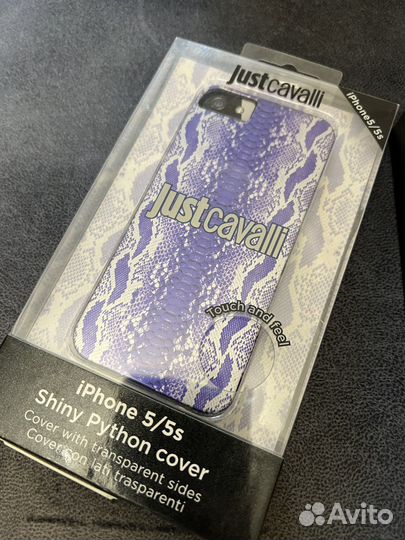 justcavalli
iPhone5/5s
justcavalli
Touch and feel
iPhone 5/5s
Shiny Python cover
Cover with transparent sides
Cover con lati trasparenti
Avito